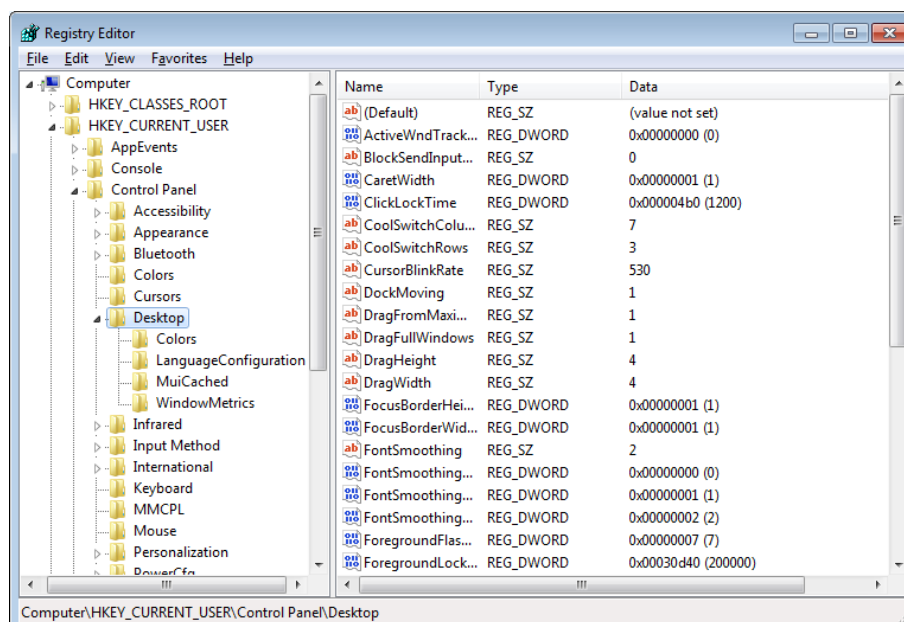 Registry Editor
File Edit View Favorites Help
Computer
HKEY_CLASSES_ROOT
HKEY_CURRENT_USER
AppEvents
Console
Control Panel
Accessibility
Appearance
Bluetooth
Colors
Cursors
Desktop
Colors
LanguageConfiguration
MuiCached
WindowMetrics
Infrared
Input Method
International
Keyboard
MMCPL
Mouse
Personalization
PowerCfg
Name Type Data
(Default) REG_SZ (value not set)
ActiveWndTrack... REG_DWORD 0x00000000 (0)
BlockSendInput... REG_SZ 0
CaretWidth REG_DWORD 0x00000001 (1)
ClickLockTime REG_DWORD 0x000004b0 (1200)
CoolSwitchColu... REG_SZ 7
CoolSwitchRows REG_SZ 3
CursorBlinkRate REG_SZ 530
DockMoving REG_SZ 1
DragFromMaxi... REG_SZ 1
DragFullWindows REG_SZ 1
DragHeight REG_SZ 4
DragWidth REG_SZ 4
FocusBorderHei... REG_DWORD 0x00000001 (1)
FocusBorderWid... REG_DWORD 0x00000001 (1)
FontSmoothing REG_SZ 2
FontSmoothing... REG_DWORD 0x00000000 (0)
FontSmoothing... REG_DWORD 0x00000001 (1)
FontSmoothing... REG_DWORD 0x00000002 (2)
ForegroundFlas... REG_DWORD 0x00000007 (7)
ForegroundLock... REG_DWORD 0x00030d40 (200000)
Computer\HKEY_CURRENT_USER\Control Panel\Desktop